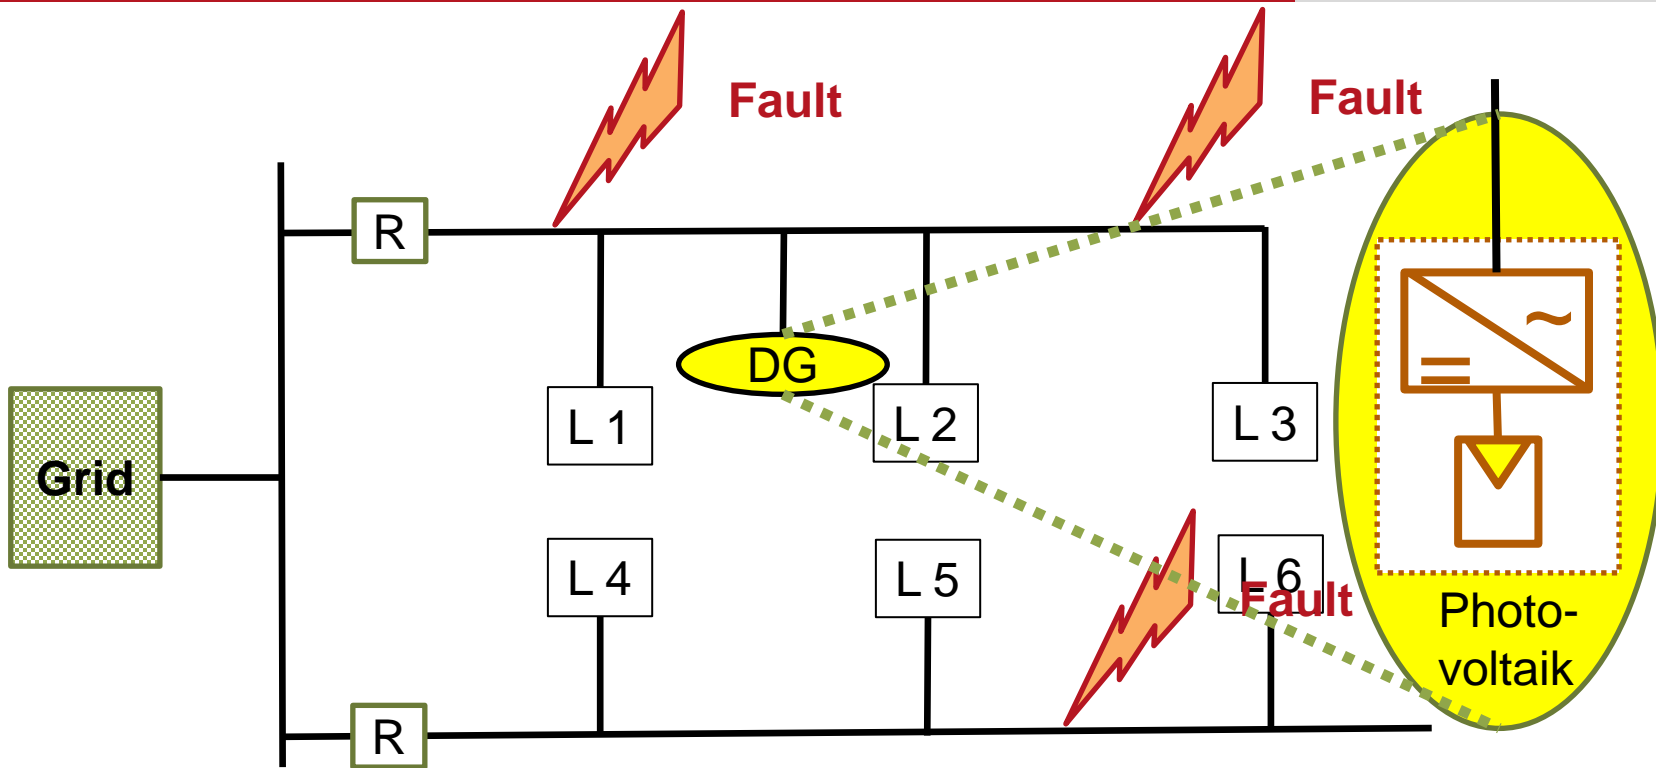 Fault
Fault
R
DG
L 1
L 2
L 3
Grid
L 4
L 5
L 6
Fault
Photo-
voltaik
R